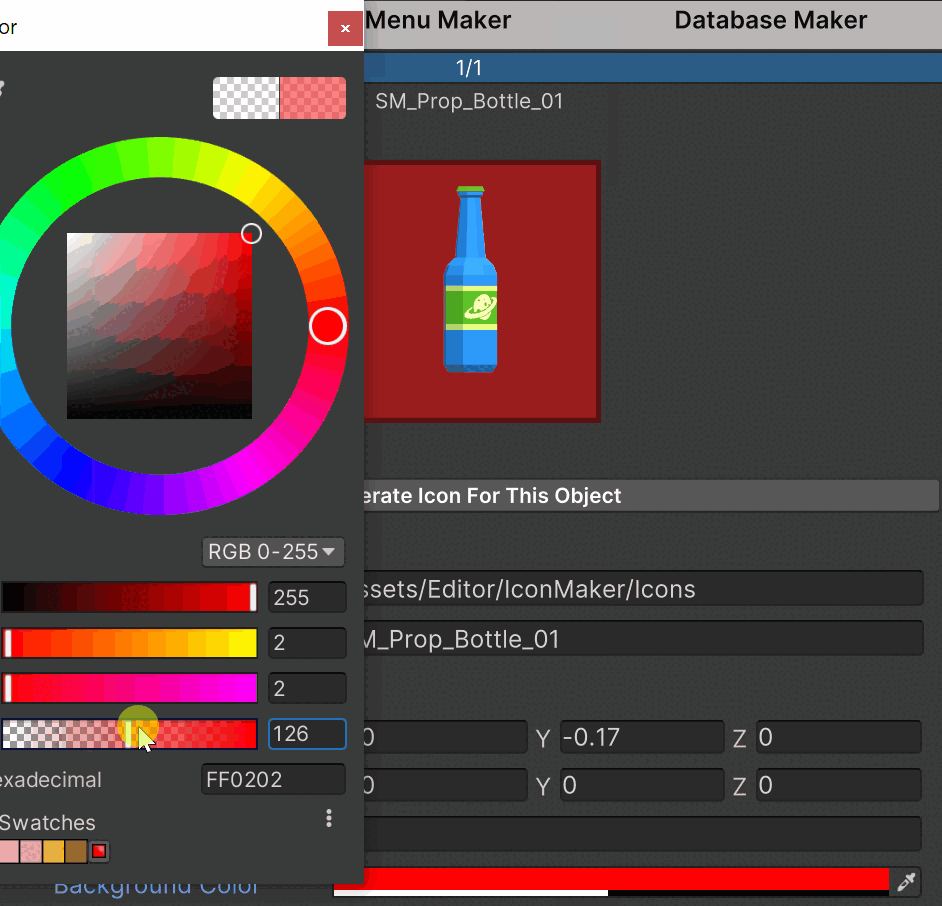 or
×
Menu Maker
Database Maker
1/1
SM_Prop_Bottle_01
erate Icon For This Object
RGB 0-255
255
2
2
126
exadecimal
FF0202
Swatches
ssets/Editor/IconMaker/Icons
M_Prop_Bottle_01
0
Y
-0.17
Z
0
0
Y
0
Z
0
Background Color